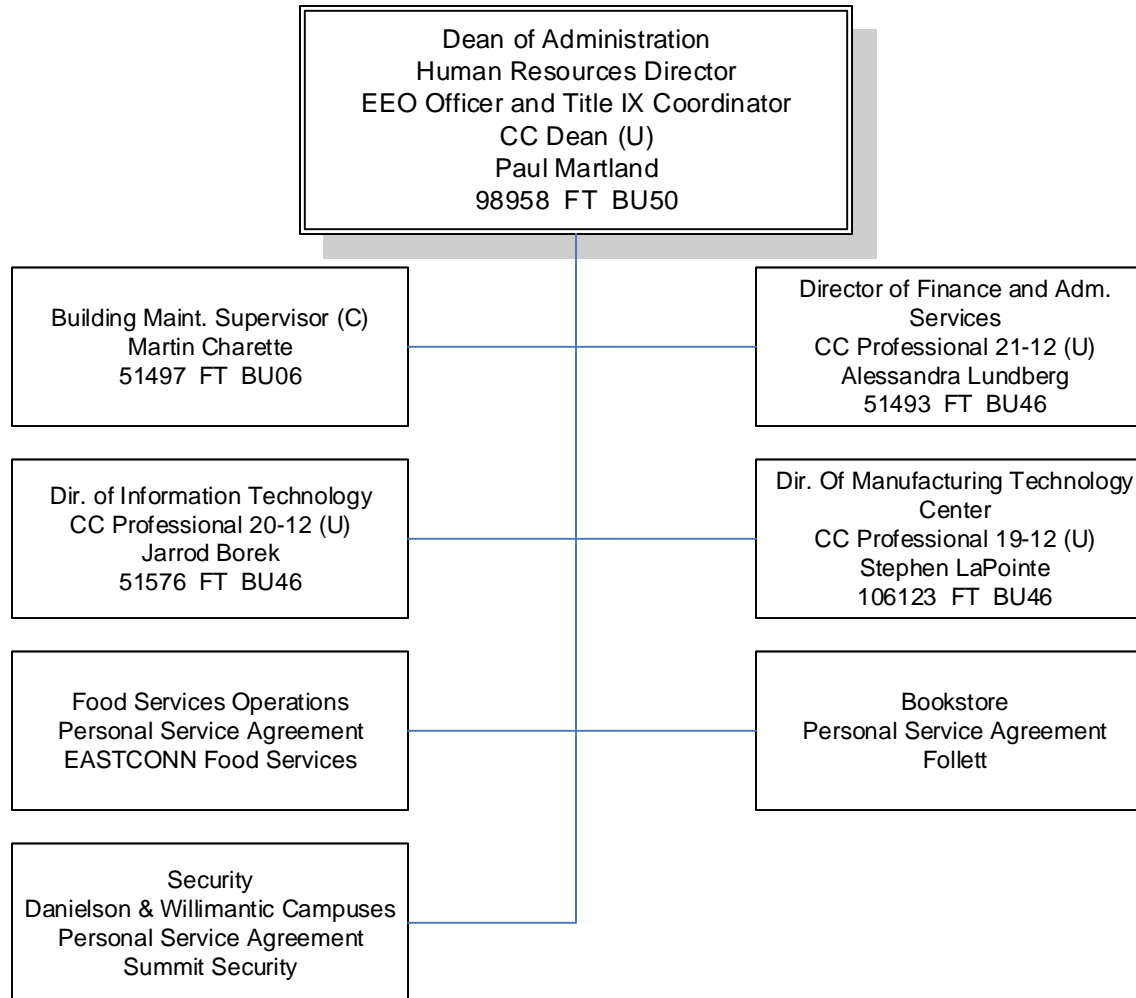 Dean of Administration
Human Resources Director
EEO Officer and Title IX Coordinator
CC Dean (U)
Paul Martland
98958 FT BU50
Building Maint. Supervisor (C)
Martin Charette
51497 FT BU06
Director of Finance and Adm.
Services
CC Professional 21-12 (U)
Alessandra Lundberg
51493 FT BU46
Dir. of Information Technology
CC Professional 20-12 (U)
Jarrod Borek
51576 FT BU46
Dir. Of Manufacturing Technology
Center
CC Professional 19-12 (U)
Stephen LaPointe
106123 FT BU46
Food Services Operations
Personal Service Agreement
EASTCONN Food Services
Bookstore
Personal Service Agreement
Follett
Security
Danielson & Willimantic Campuses
Personal Service Agreement
Summit Security